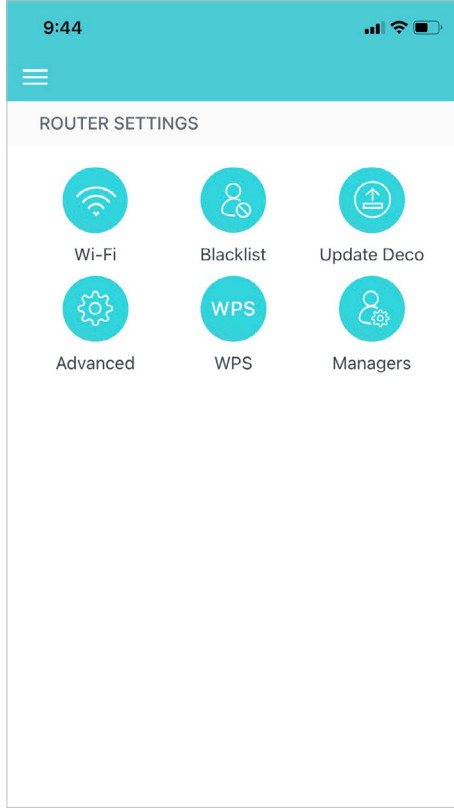 9:44
ROUTER SETTINGS
Wi-Fi Blacklist Update Deco
WPS
Advanced WPS Managers